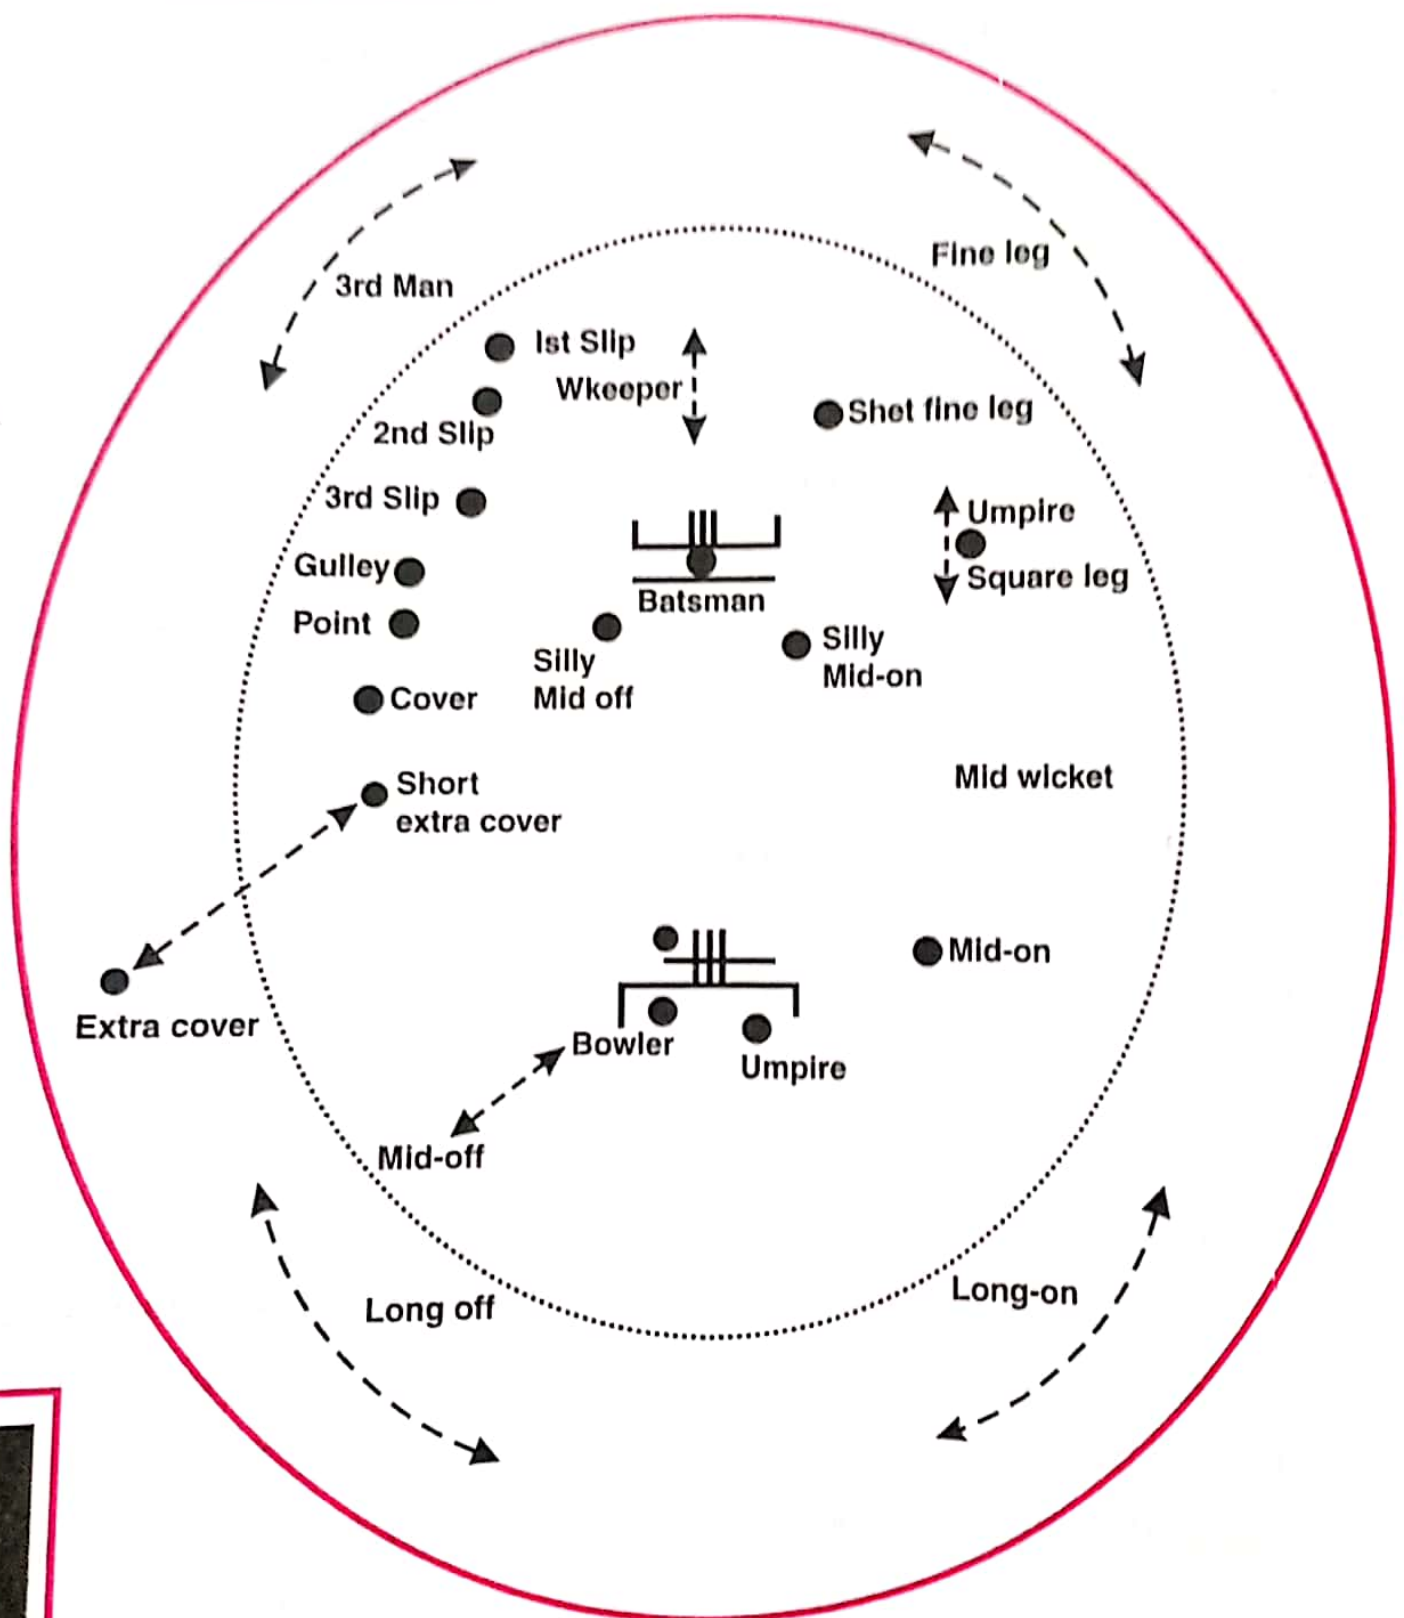 Fine leg
3rd Man
Ist Slip
Wkeeper
Shet fine leg
2nd Slip
3rd Slip
Umpire
Gulley
Square leg
Batsman
Point
Silly
Mid-on
Silly
Mid off
Cover
Mid wicket
Short
extra cover
Mid-on
Extra cover
Bowler
Umpire
Mid-off
Long-on
Long off